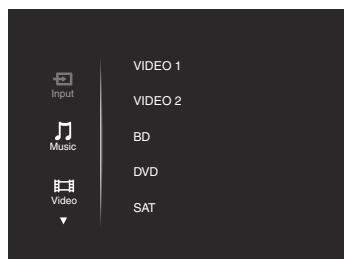 Input
Music
Video
VIDEO 1
VIDEO 2
BD
DVD
SAT